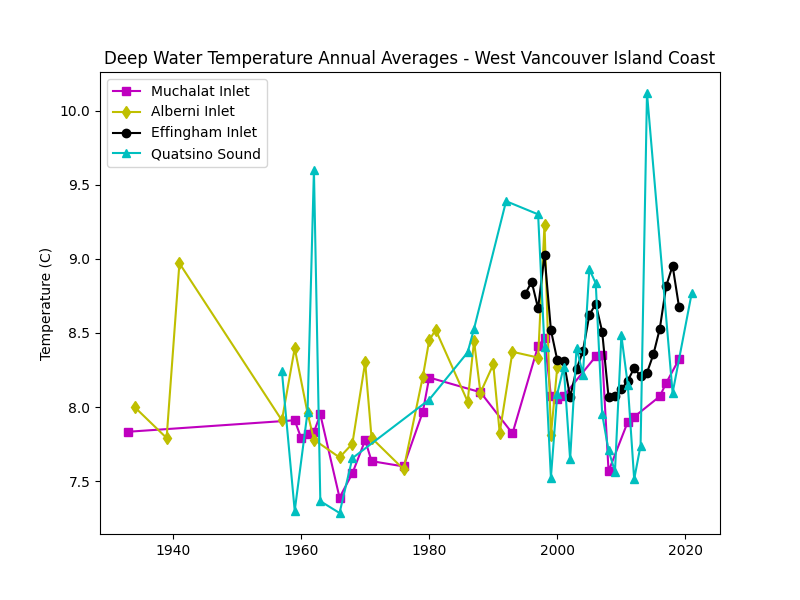 Deep Water Temperature Annual Averages - West Vancouver Island Coast
Muchalat Inlet
Alberni Inlet
Effingham Inlet
Quatsino Sound
Temperature (C)
10.0
9.5
9.0
8.5
8.0
7.5
1940 1960 1980 2000 2020